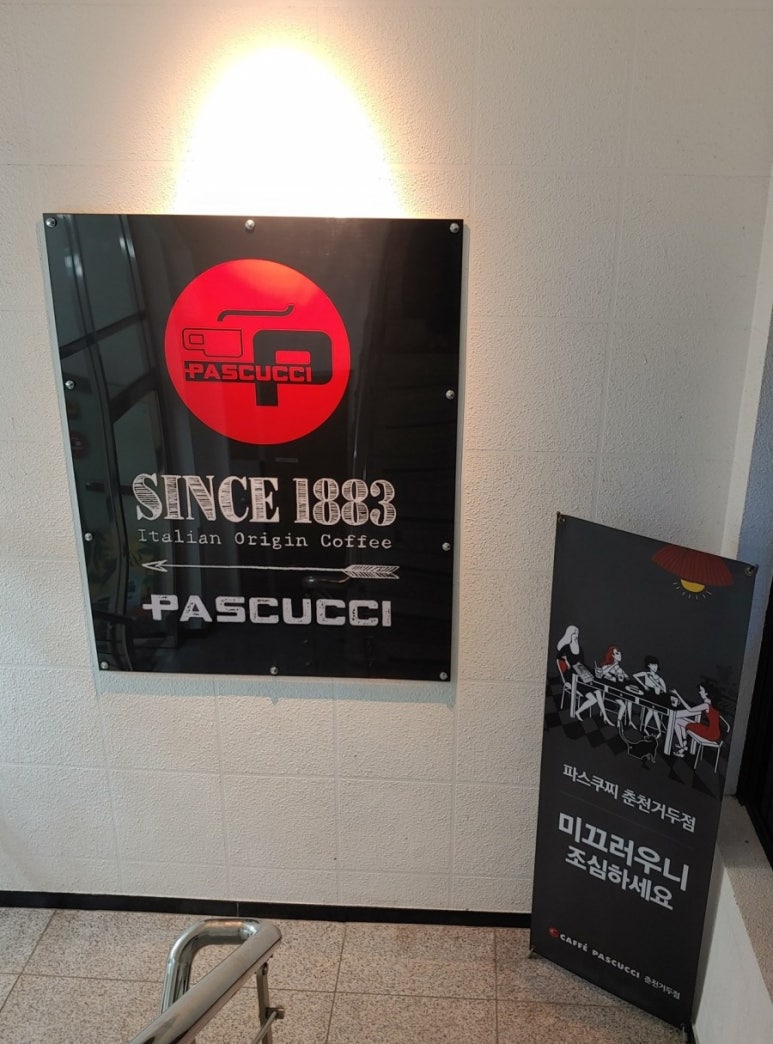 PASCUCCI
SINCE 1883
Italian Origin Coffee
PASCUCCI
파스쿠찌 춘천거두점
미끄러우니
조심하세요
CAFFÉ PASCUCCI 춘천거두점